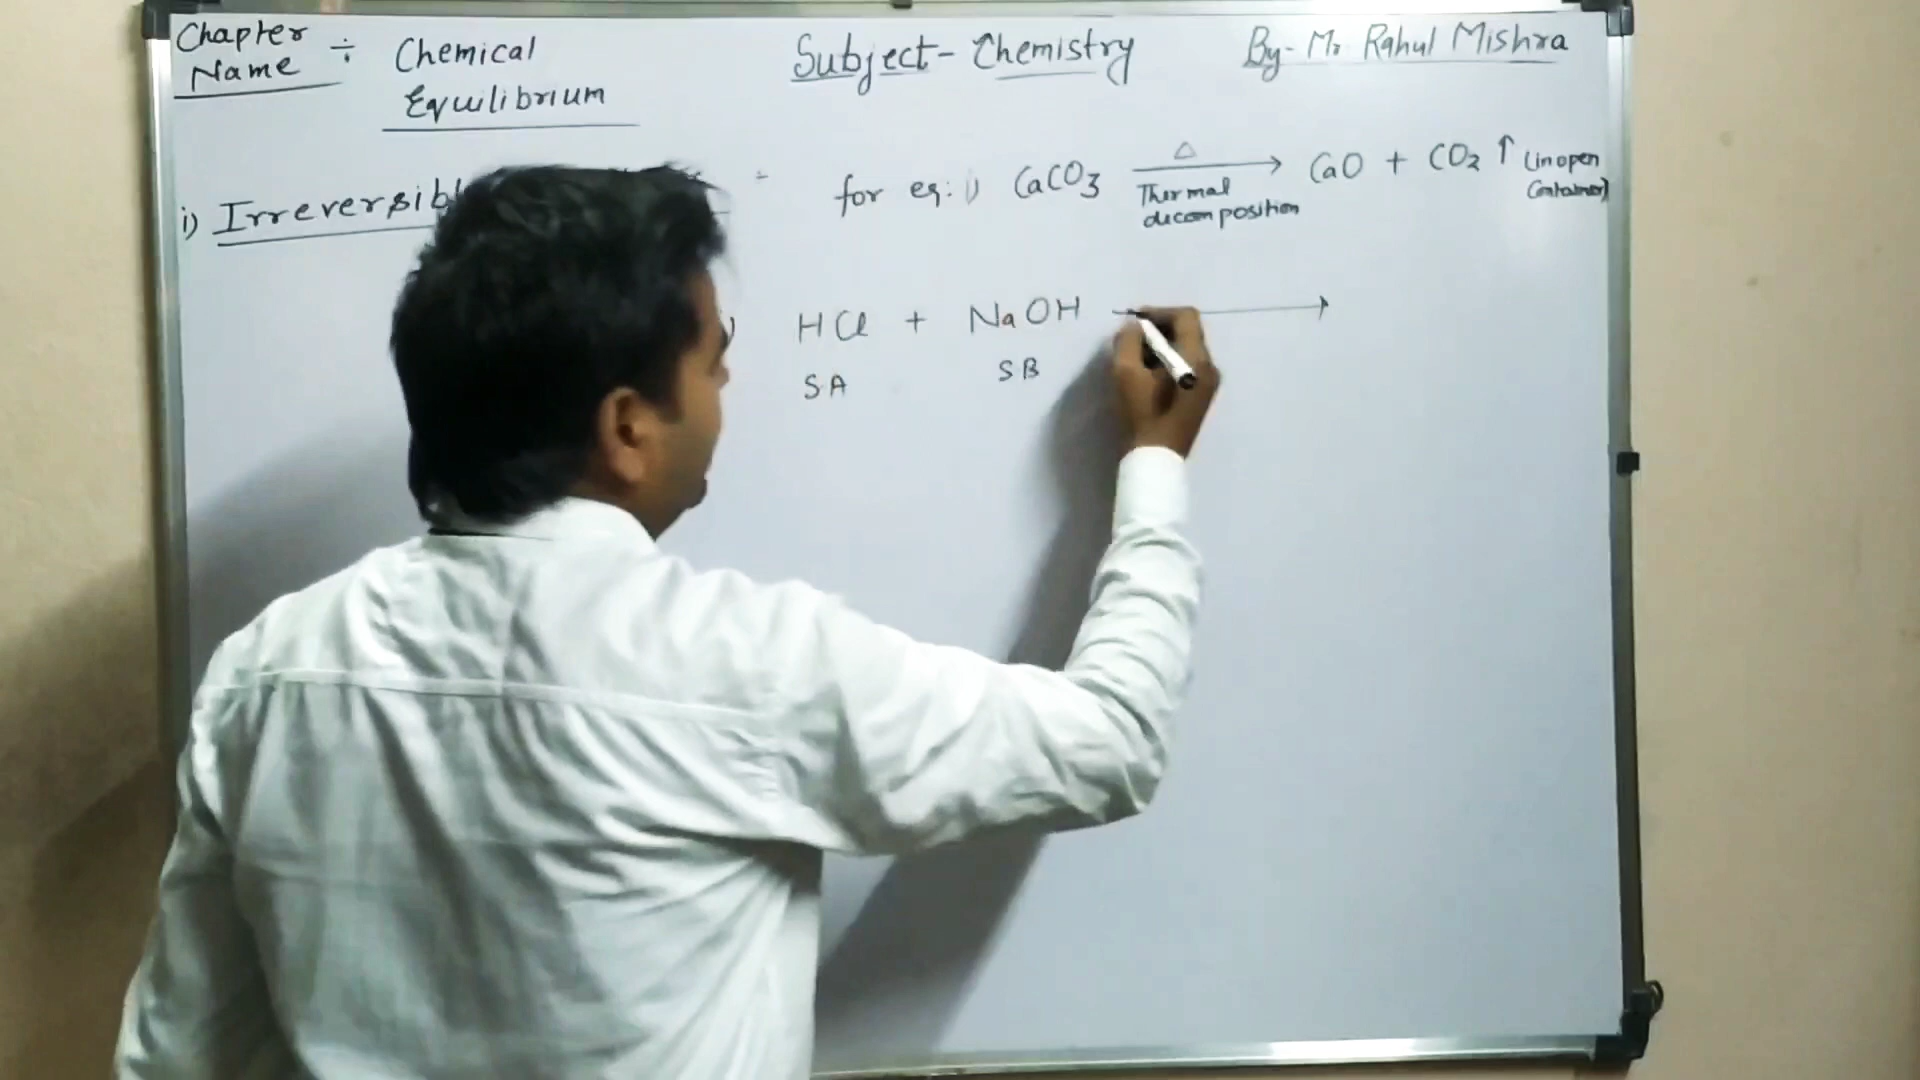 Chapter Name ÷ Chemical Equilibrium
Subject - Chemistry
By - Mr Rahul Mishra
i) Irreversibl
for eg: i) CaCO3 △ Thermal decomposition → CaO + CO2 ↑ (in open Container)
HCl + NaOH →
SA SB